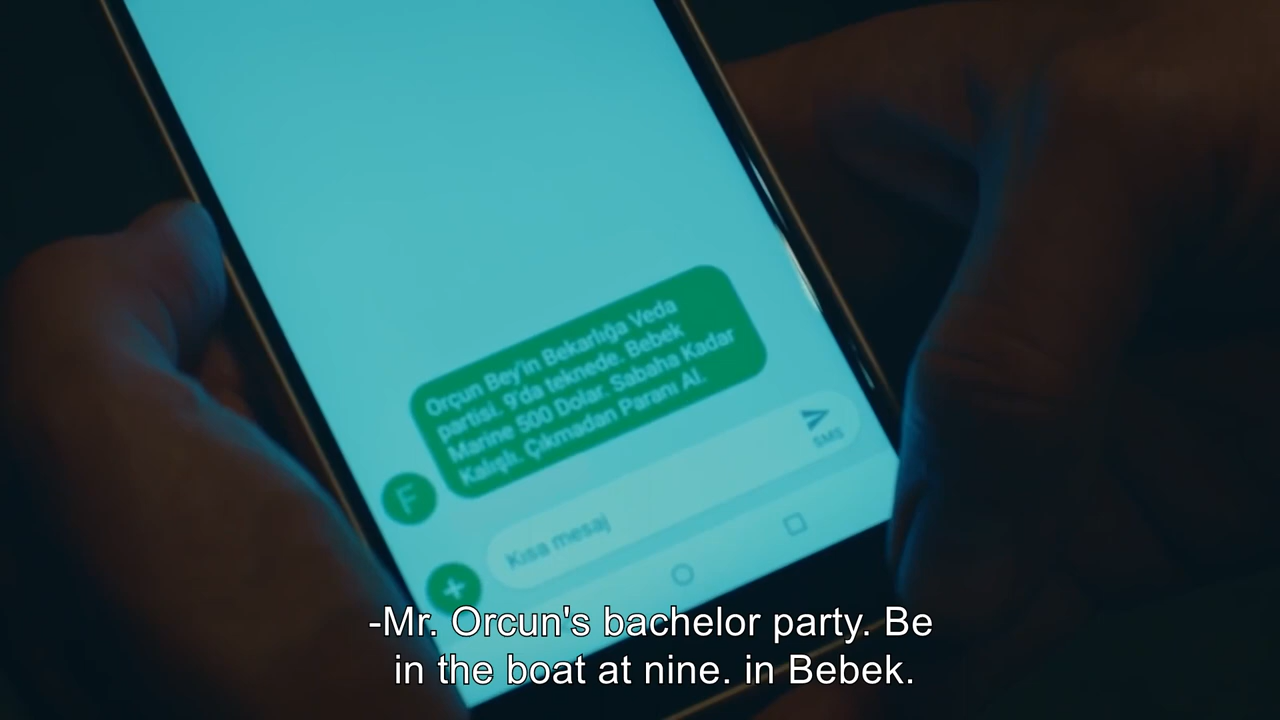 Orçun Bey'in Bekarlığa Veda
partisi. 9'da teknede. Bebek
Marine 500 Dolar. Sabaha Kadar
Kalışlı. Çıkmadan Paranı Al.
F
SMS
Kısa mesaj
+
-Mr. Orcun's bachelor party. Be
in the boat at nine. in Bebek.